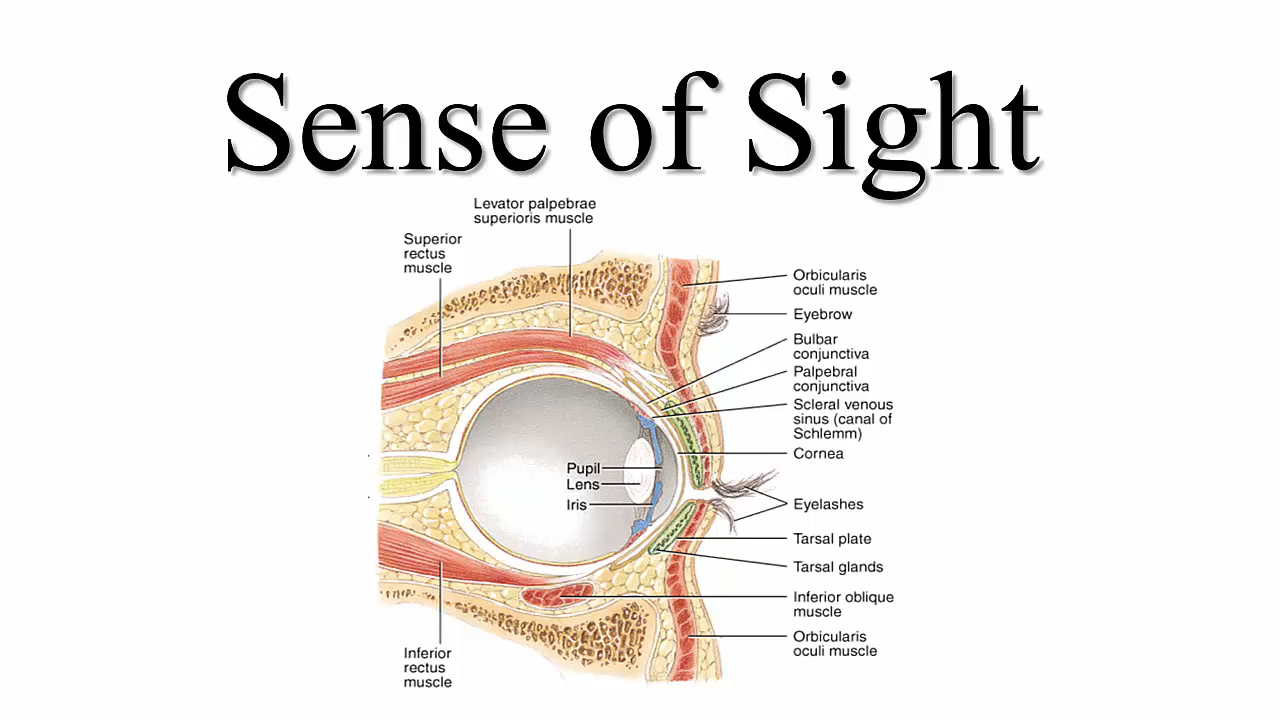 Sense of Sight
Levator palpebrae
superioris muscle
Superior
rectus
muscle
Orbicularis
oculi muscle
Eyebrow
Bulbar
conjunctiva
Palpebral
conjunctiva
Scleral venous
sinus (canal of
Schlemm)
Cornea
Pupil
Lens
Iris
Eyelashes
Tarsal plate
Tarsal glands
Inferior oblique
muscle
Orbicularis
oculi muscle
Inferior
rectus
muscle